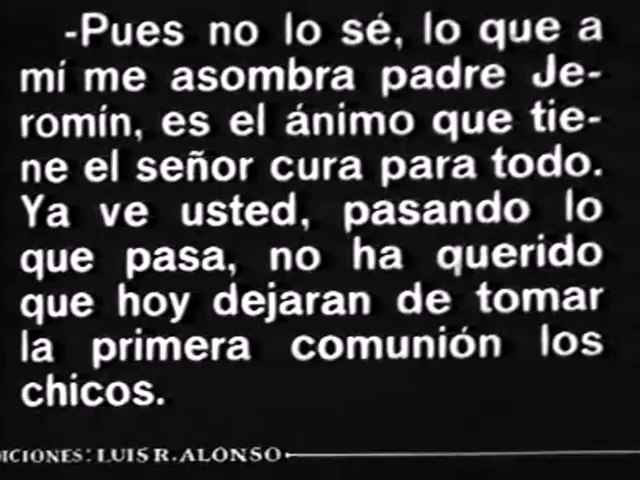 -Pues no lo sé, lo que a
mí me asombra padre Je-
romín, es el ánimo que tie-
ne el señor cura para todo.
Ya ve usted, pasando lo
que pasa, no ha querido
que hoy dejaran de tomar
la primera comunión los
chicos.
ICIONES: LUIS R. ALONSO